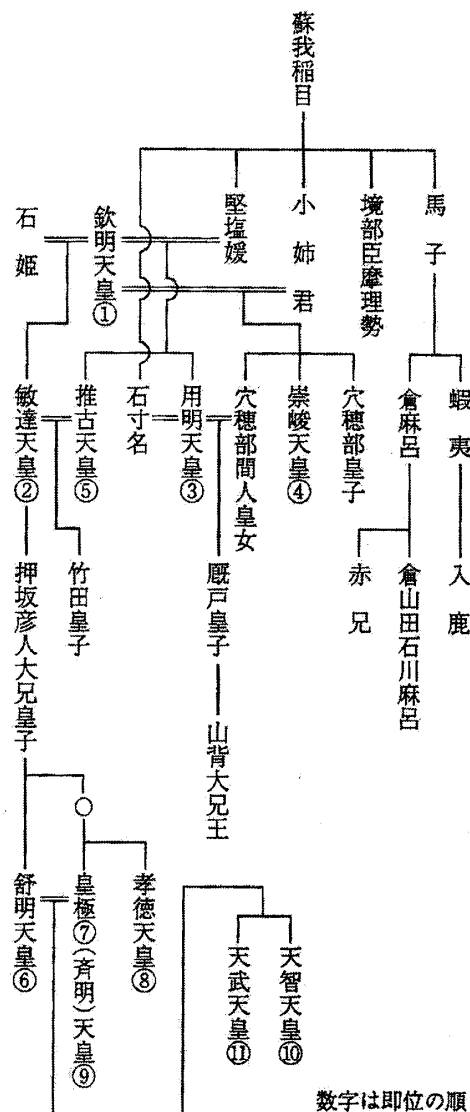 蘇我稲目
馬子
境部臣摩理勢
小姉君
堅塩媛
欽明天皇①
石姫
蝦夷
倉麻呂
穴穂部皇子
崇峻天皇④
穴穂部間人皇女
用明天皇③
石寸名
推古天皇⑤
敏達天皇②
入鹿
倉山田石川麻呂
赤兄
厩戸皇子
竹田皇子
押坂彦人大兄皇子
山背大兄王
○
孝徳天皇⑧
皇極⑦(斉明)天皇⑨
舒明天皇⑥
天智天皇⑩
天武天皇⑪
数字は即位の順